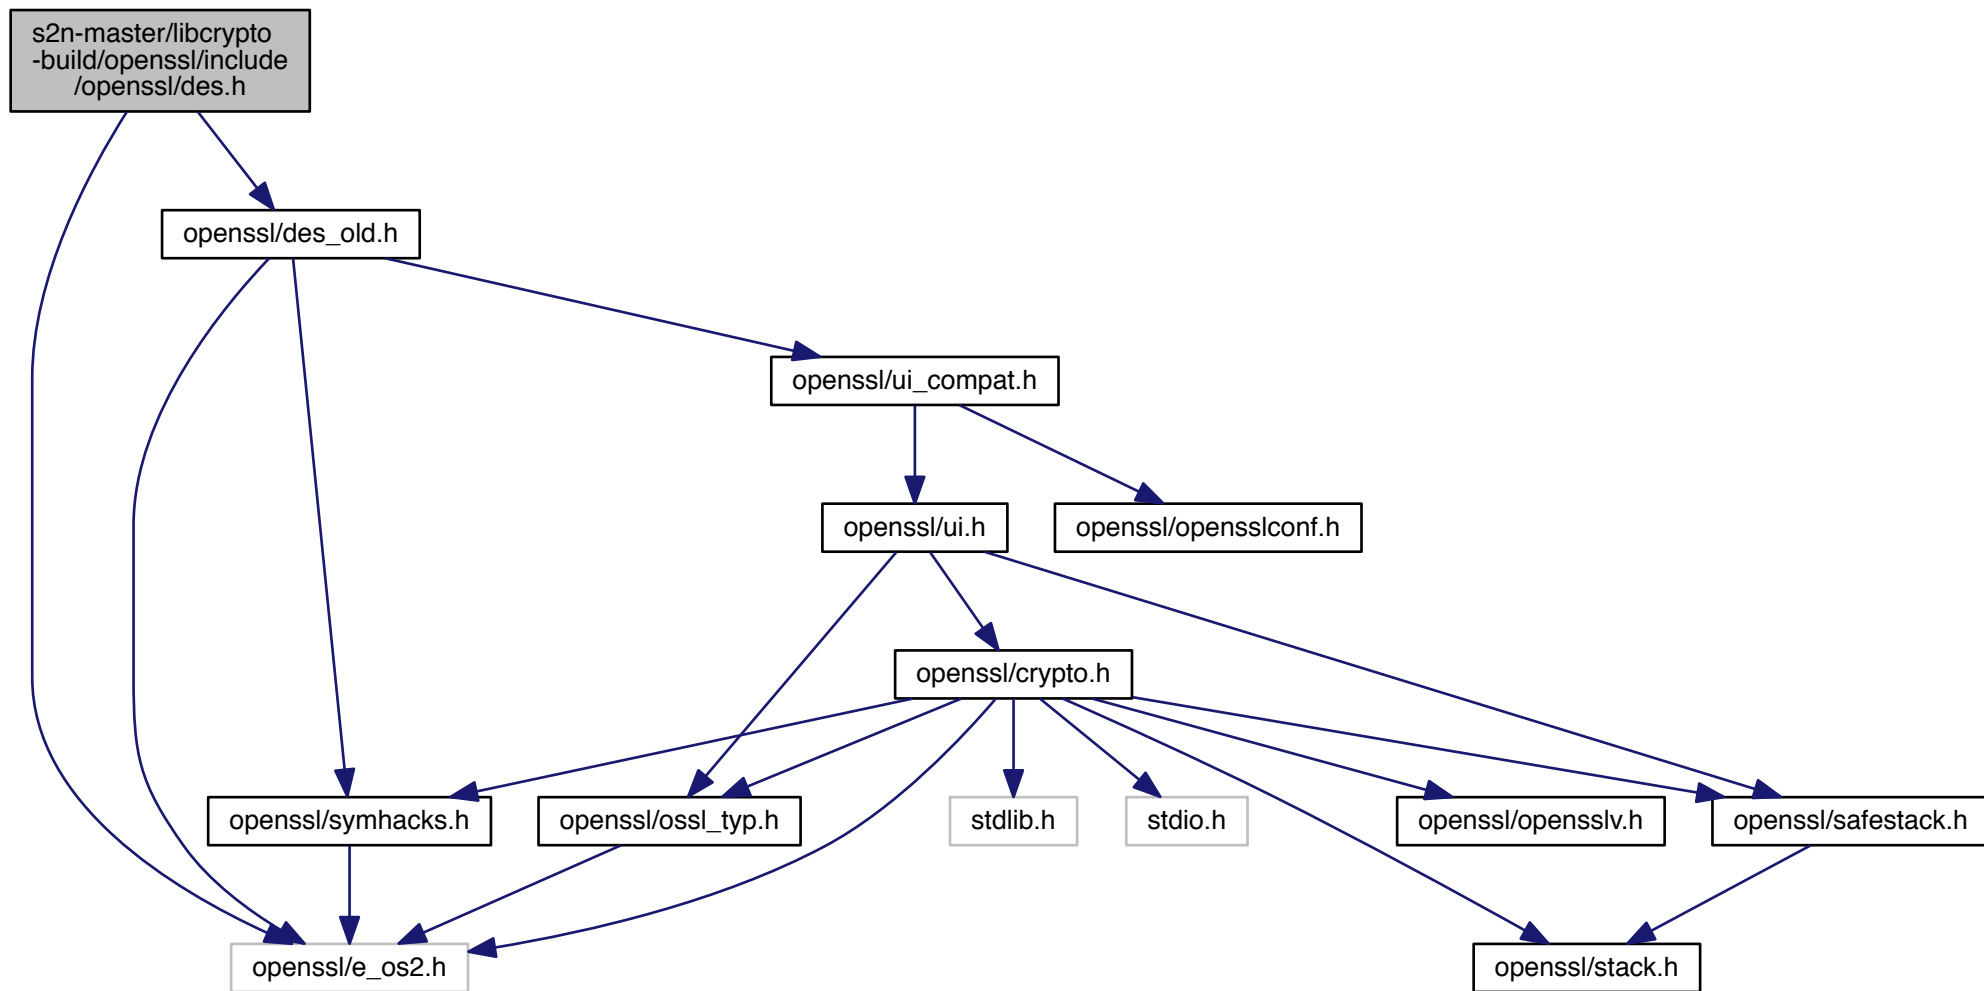 s2n-master/libcrypto
-build/openssl/include
/openssl/des.h
openssl/des_old.h
openssl/ui_compat.h
openssl/ui.h
openssl/opensslconf.h
openssl/crypto.h
openssl/symhacks.h
openssl/ossl_typ.h
stdlib.h
stdio.h
openssl/opensslv.h
openssl/safestack.h
openssl/e_os2.h
openssl/stack.h